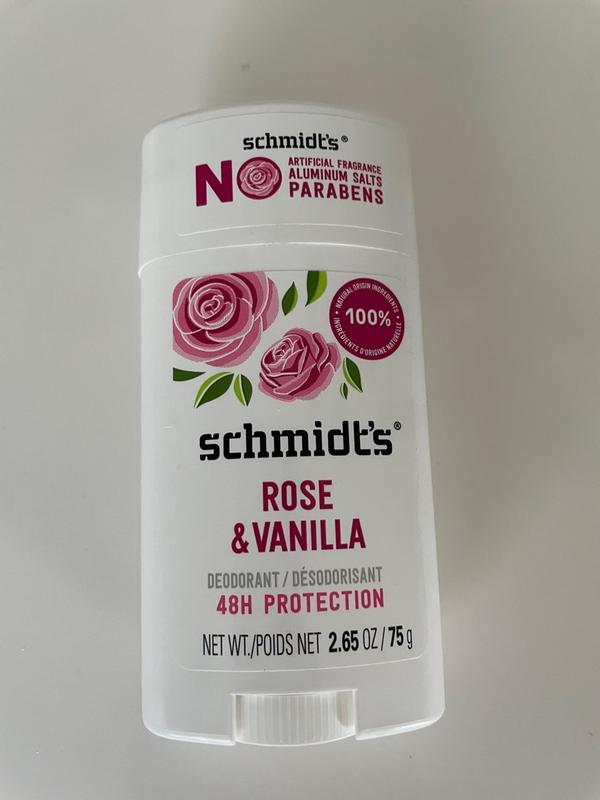 schmidt's®
NO
ARTIFICIAL FRAGRANCE
ALUMINUM SALTS
PARABENS
NATURAL ORIGIN INGREDIENTS
100%
INGRÉDIENTS D'ORIGINE NATURELLE
schmidt's®
ROSE
& VANILLA
DEODORANT / DÉSODORISANT
48H PROTECTION
NET WT./POIDS NET 2.65 OZ / 75 g